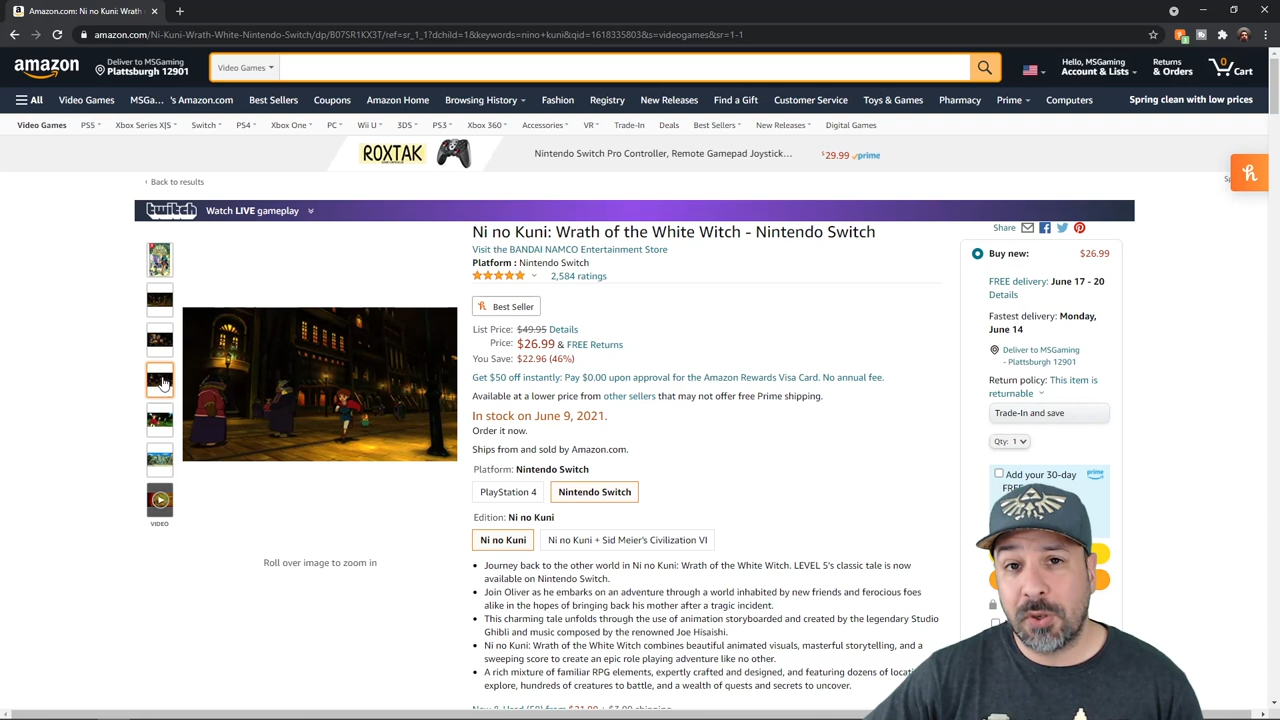 Amazon.com: Ni no Kuni: Wrath
amazon.com/Ni-Kuni-Wrath-White-Nintendo-Switch/dp/B07SR1KX3T/ref=sr_1_1?dchild=1&keywords=nino+kuni&qid=1618335803&s=videogames&sr=1-1
amazon
Deliver to MSGaming
Plattsburgh 12901
Video Games
Hello, MSGaming
Account & Lists
Returns
& Orders
0
Cart
All
Video Games
MSGa... 's Amazon.com
Best Sellers
Coupons
Amazon Home
Browsing History
Fashion
Registry
New Releases
Find a Gift
Customer Service
Toys & Games
Pharmacy
Prime
Computers
Spring clean with low prices
Video Games
PS5
Xbox Series X|S
Switch
PS4
Xbox One
PC
Wii U
3DS
PS3
Xbox 360
Accessories
VR
Trade-In
Deals
Best Sellers
New Releases
Digital Games
ROXTAK
Nintendo Switch Pro Controller, Remote Gamepad Joystick...
$29.99 prime
‹ Back to results
twitch
Watch LIVE gameplay
Ni no Kuni: Wrath of the White Witch - Nintendo Switch
Visit the BANDAI NAMCO Entertainment Store
Platform : Nintendo Switch
2,584 ratings
Best Seller
List Price: $49.95 Details
Price: $26.99 & FREE Returns
You Save: $22.96 (46%)
Get $50 off instantly: Pay $0.00 upon approval for the Amazon Rewards Visa Card. No annual fee.
Available at a lower price from other sellers that may not offer free Prime shipping.
In stock on June 9, 2021.
Order it now.
Ships from and sold by Amazon.com.
Platform: Nintendo Switch
PlayStation 4
Nintendo Switch
Edition: Ni no Kuni
Ni no Kuni
Ni no Kuni + Sid Meier's Civilization VI
• Journey back to the other world in Ni no Kuni: Wrath of the White Witch. LEVEL 5's classic tale is now
available on Nintendo Switch.
• Join Oliver as he embarks on an adventure through a world inhabited by new friends and ferocious foes
alike in the hopes of bringing back his mother after a tragic incident.
• This charming tale unfolds through the use of animation storyboarded and created by the legendary Studio
Ghibli and music composed by the renowned Joe Hisaishi.
• Ni no Kuni: Wrath of the White Witch combines beautiful animated visuals, masterful storytelling, and a
sweeping score to create an epic role playing adventure like no other.
• A rich mixture of familiar RPG elements, expertly crafted and designed, and featuring dozens of
explore, hundreds of creatures to battle, and a wealth of quests and secrets to uncover.
VIDEO
Roll over image to zoom in
Share
Buy new:
$26.99
FREE delivery: June 17 - 20
Details
Fastest delivery: Monday,
June 14
Deliver to MSGaming
- Plattsburgh 12901
Return policy: This item is
returnable
Trade-In and save
Qty: 1
Add your 30-day
prime